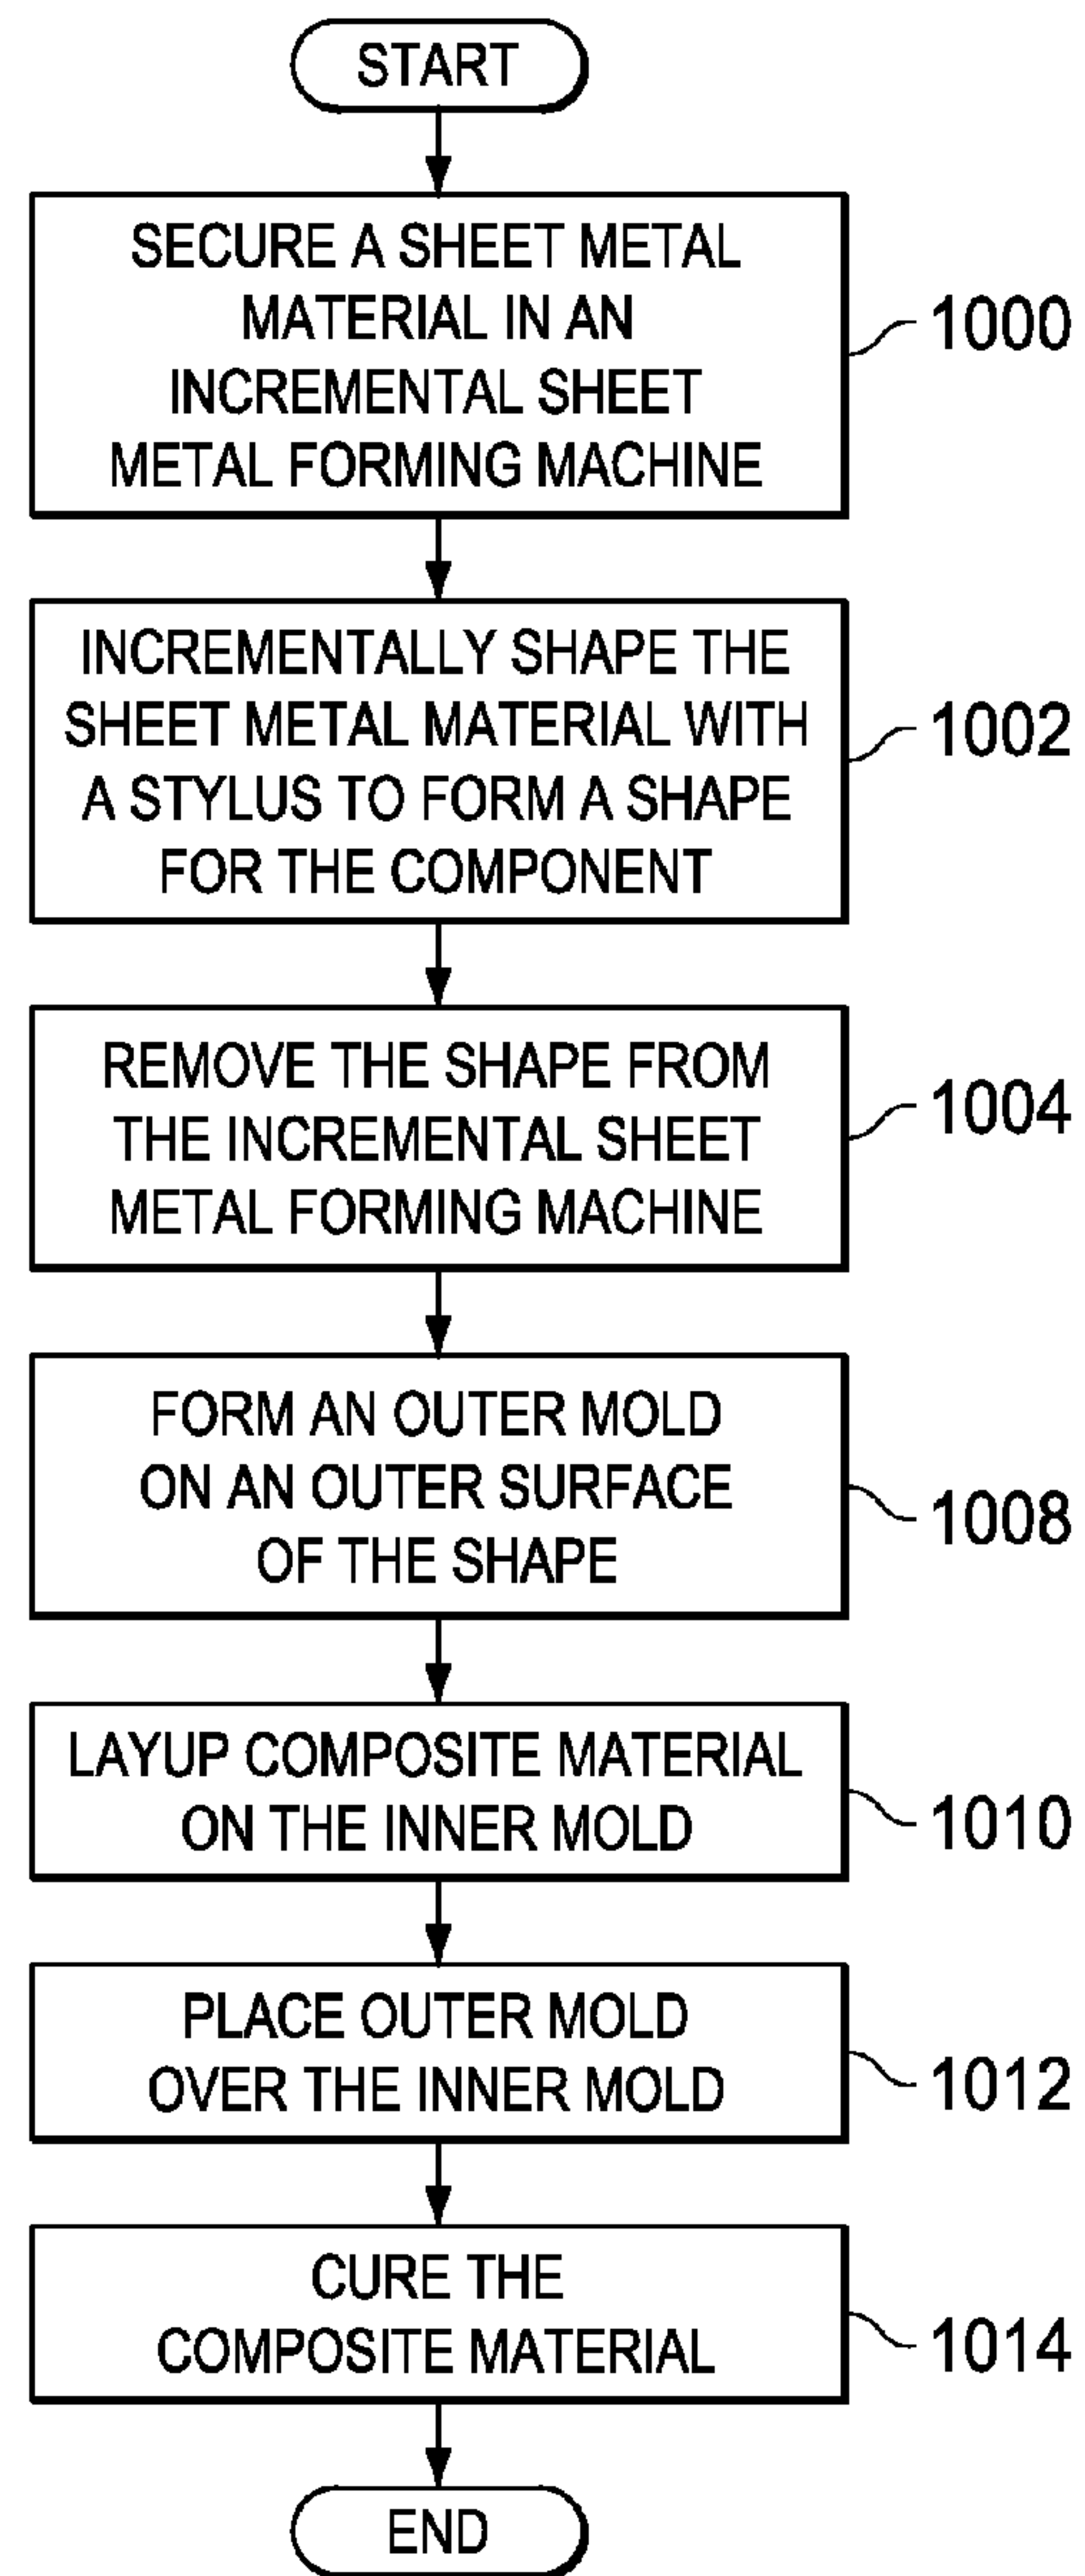 START
SECURE A SHEET METAL
MATERIAL IN AN
INCREMENTAL SHEET
METAL FORMING MACHINE
1000
INCREMENTALLY SHAPE THE
SHEET METAL MATERIAL WITH
A STYLUS TO FORM A SHAPE
FOR THE COMPONENT
1002
REMOVE THE SHAPE FROM
THE INCREMENTAL SHEET
METAL FORMING MACHINE
1004
FORM AN OUTER MOLD
ON AN OUTER SURFACE
OF THE SHAPE
1008
LAYUP COMPOSITE MATERIAL
ON THE INNER MOLD
1010
PLACE OUTER MOLD
OVER THE INNER MOLD
1012
CURE THE
COMPOSITE MATERIAL
1014
END